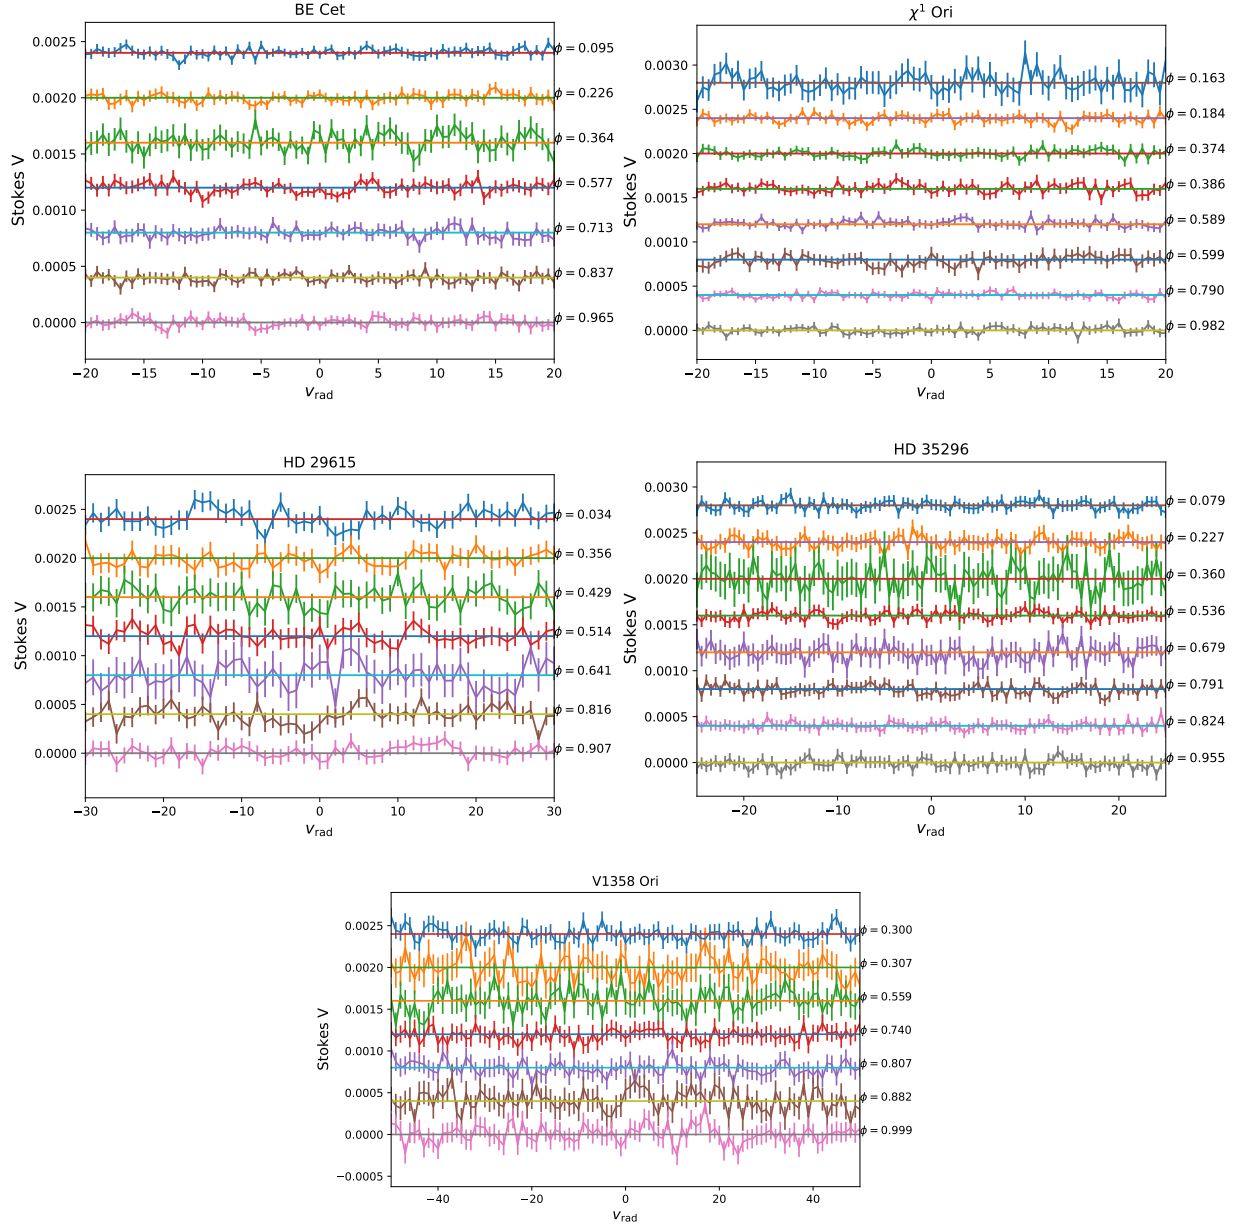 BE Cet
Stokes V
0.0025
0.0020
0.0015
0.0010
0.0005
0.0000
ϕ = 0.095
ϕ = 0.226
ϕ = 0.364
ϕ = 0.577
ϕ = 0.713
ϕ = 0.837
ϕ = 0.965
−20 −15 −10 −5 0 5 10 15 20
v_rad
χ¹ Ori
Stokes V
0.0030
0.0025
0.0020
0.0015
0.0010
0.0005
0.0000
ϕ = 0.163
ϕ = 0.184
ϕ = 0.374
ϕ = 0.386
ϕ = 0.589
ϕ = 0.599
ϕ = 0.790
ϕ = 0.982
−20 −15 −10 −5 0 5 10 15 20
v_rad
HD 29615
Stokes V
0.0025
0.0020
0.0015
0.0010
0.0005
0.0000
ϕ = 0.034
ϕ = 0.356
ϕ = 0.429
ϕ = 0.514
ϕ = 0.641
ϕ = 0.816
ϕ = 0.907
−30 −20 −10 0 10 20 30
v_rad
HD 35296
Stokes V
0.0030
0.0025
0.0020
0.0015
0.0010
0.0005
0.0000
ϕ = 0.079
ϕ = 0.227
ϕ = 0.360
ϕ = 0.536
ϕ = 0.679
ϕ = 0.791
ϕ = 0.824
ϕ = 0.955
−20 −10 0 10 20
v_rad
V1358 Ori
Stokes V
0.0025
0.0020
0.0015
0.0010
0.0005
0.0000
−0.0005
ϕ = 0.300
ϕ = 0.307
ϕ = 0.559
ϕ = 0.740
ϕ = 0.807
ϕ = 0.882
ϕ = 0.999
−40 −20 0 20 40
v_rad